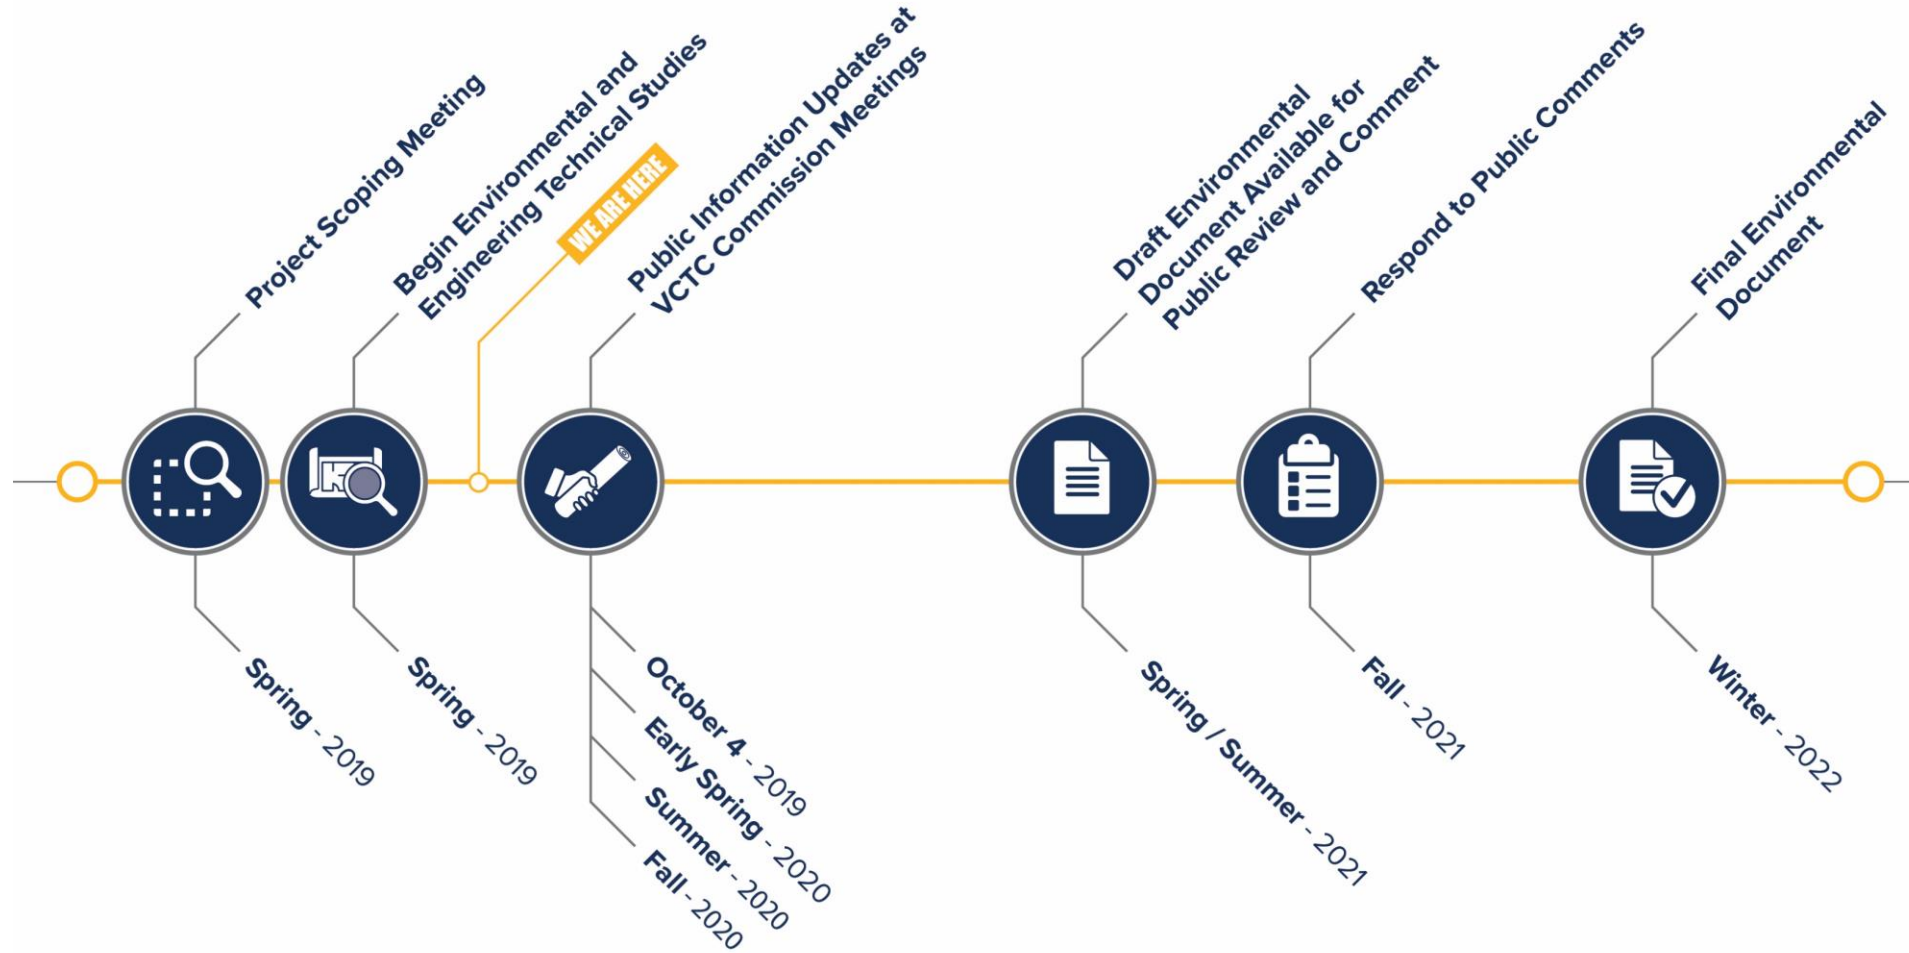 Project Scoping Meeting
Begin Environmental and
Engineering Technical Studies
WE ARE HERE
Public Information Updates at
VCTC Commission Meetings
Draft Environmental
Document Available for
Public Review and Comment
Respond to Public Comments
Final Environmental
Document
Spring - 2019
Spring - 2019
October 4 - 2019
Early Spring - 2020
Summer - 2020
Fall - 2020
Spring / Summer - 2021
Fall - 2021
Winter - 2022